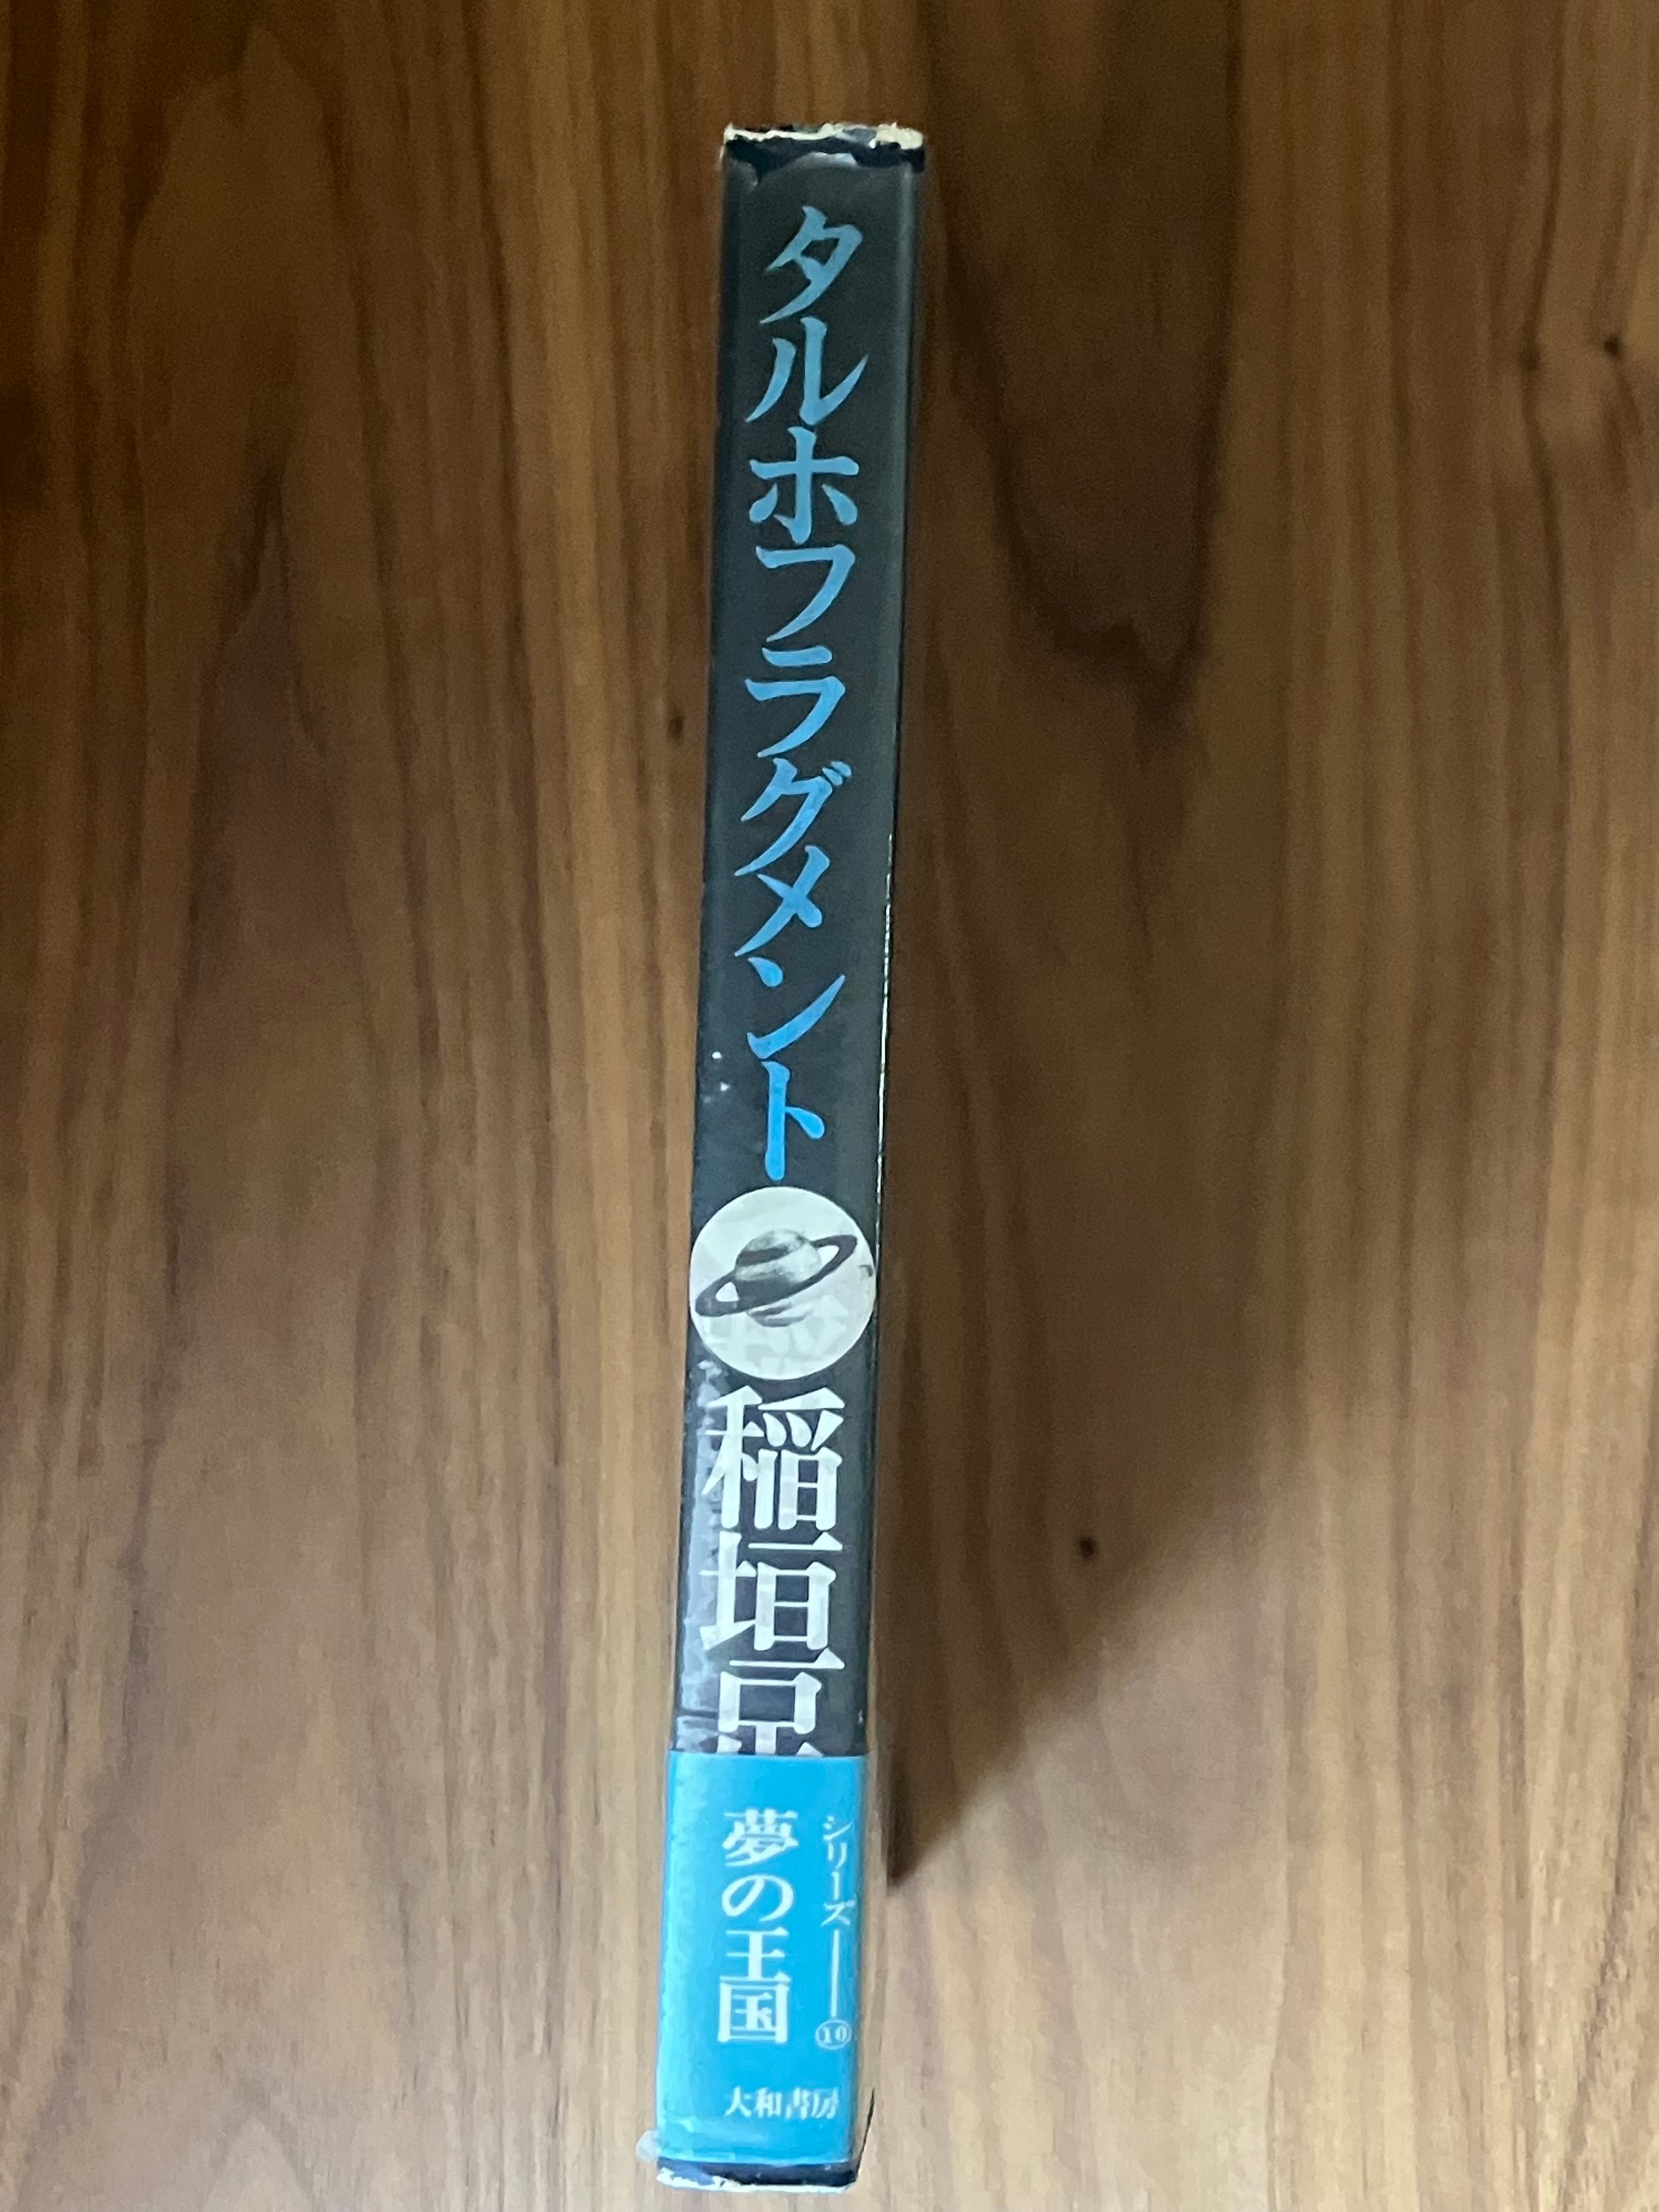 タルホフラグメント
稲垣足
シリーズ——⑩
夢の王国
大和書房